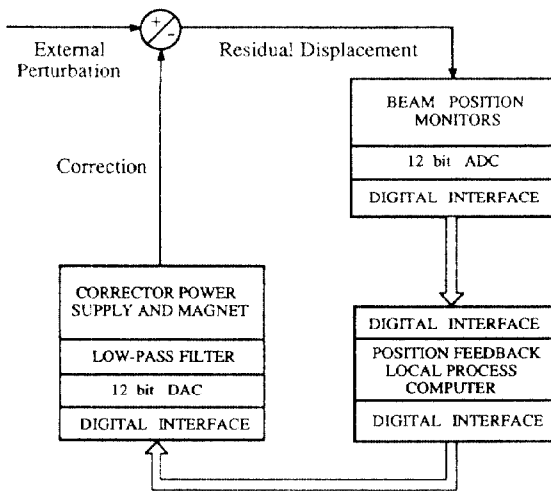 +
-
External
Perturbation
Residual Displacement
BEAM POSITION
MONITORS
12 bit ADC
DIGITAL INTERFACE
Correction
CORRECTOR POWER
SUPPLY AND MAGNET
LOW-PASS FILTER
12 bit DAC
DIGITAL INTERFACE
DIGITAL INTERFACE
POSITION FEEDBACK
LOCAL PROCESS
COMPUTER
DIGITAL INTERFACE